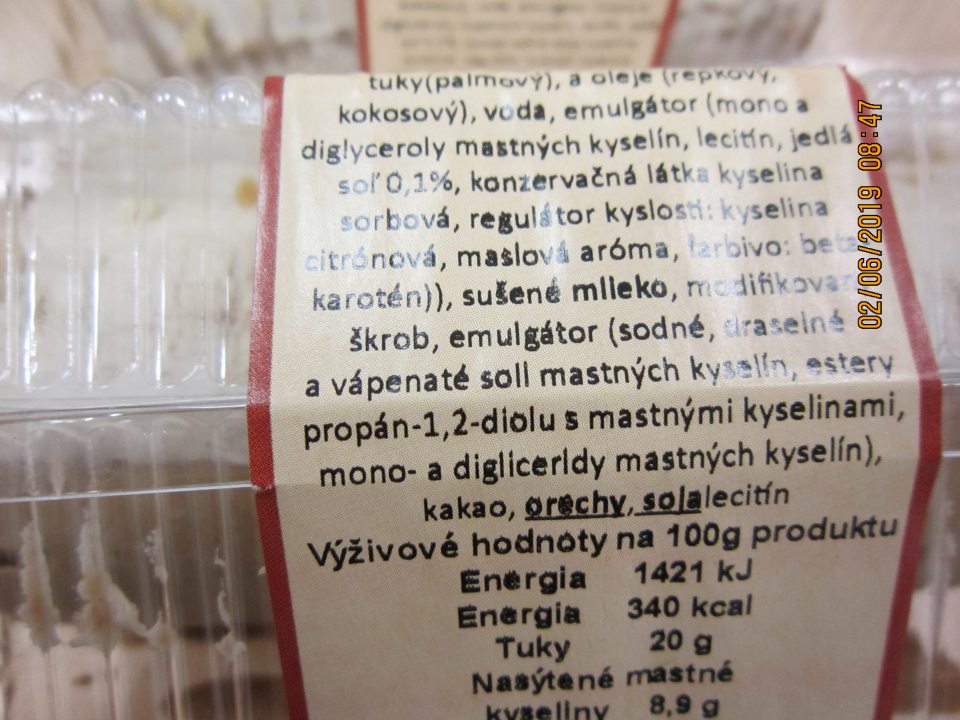 tuky(palmový), a oleje (repkový,
kokosový), voda, emulgátor (mono a
diglyceroly mastných kyselín, lecitín, jedlá
soľ 0,1%, konzervačná látka kyselina
sorbová, regulátor kyslosti: kyselina
citrónová, maslová aróma, farbivo: beta
karotén)), sušené mlieko, modifikovaný
škrob, emulgátor (sodné, draselné
a vápenaté soli mastných kyselín, estery
propán-1,2-diolu s mastnými kyselinami,
mono- a digliceridy mastných kyselín),
kakao, orechy, sojalecitín
Výživové hodnoty na 100g produktu
Energia 1421 kJ
Energia 340 kcal
Tuky 20 g
Nasýtené mastné
kyseliny 8,9 g
02/06/2019 08:47